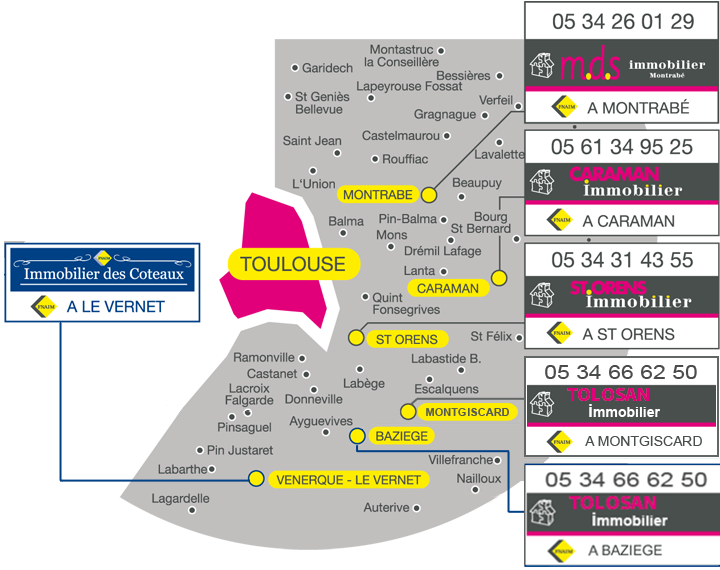 05 34 26 01 29
m.d.s immobilier
Montrabé
FNAIM A MONTRABÉ
05 61 34 95 25
CARAMAN
immobilier
FNAIM A CARAMAN
05 34 31 43 55
ST.ORENS
immobilier
FNAIM A ST ORENS
05 34 66 62 50
TOLOSAN
immobilier
FNAIM A MONTGISCARD
05 34 66 62 50
TOLOSAN
immobilier
FNAIM A BAZIEGE
FNAIM
Immobilier des Coteaux
FNAIM A LE VERNET
Montastruc
la Conseillère
Garidech
Bessières
Lapeyrouse Fossat
St Geniès
Bellevue
Verfeil
Gragnague
Castelmaurou
Saint Jean
Lavalette
Rouffiac
L'Union
MONTRABE
Beaupuy
Balma
Pin-Balma
Mons
Bourg
St Bernard
Drémil Lafage
TOULOUSE
Lanta
CARAMAN
Quint
Fonsegrives
ST ORENS
St Félix
Ramonville
Labastide B.
Castanet
Labège
Lacroix
Falgarde
Escalquens
Donneville
MONTGISCARD
Pinsaguel
Ayguevives
BAZIEGE
Pin Justaret
Villefranche
Labarthe
VENERQUE - LE VERNET
Nailloux
Lagardelle
Auterive